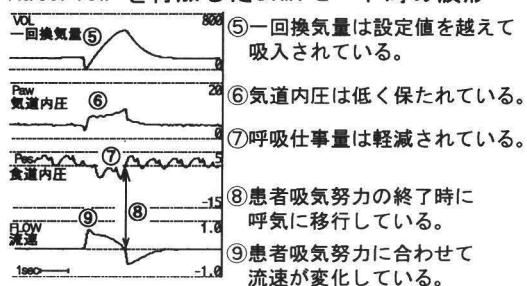 VOL
800
一回換気量⑤
0
Paw
20
気道内圧
⑥
0
Pes
⑦
5
食道内圧
⑧
-15
⑨
FLOW
1.0
流速
1sec
-1.0
⑤一回換気量は設定値を越えて
吸入されている。
⑥気道内圧は低く保たれている。
⑦呼吸仕事量は軽減されている。
⑧患者吸気努力の終了時に
呼気に移行している。
⑨患者吸気努力に合わせて
流速が変化している。